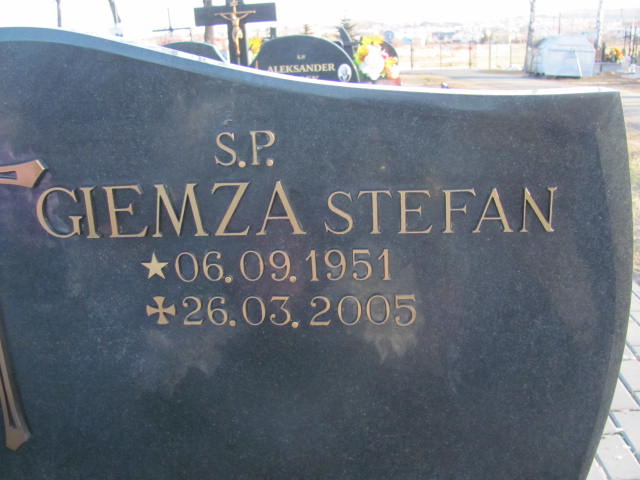 Ś.P.
ALEKSANDER
S.P.
GIEMZA STEFAN
★06.09.1951
✠26.03.2005